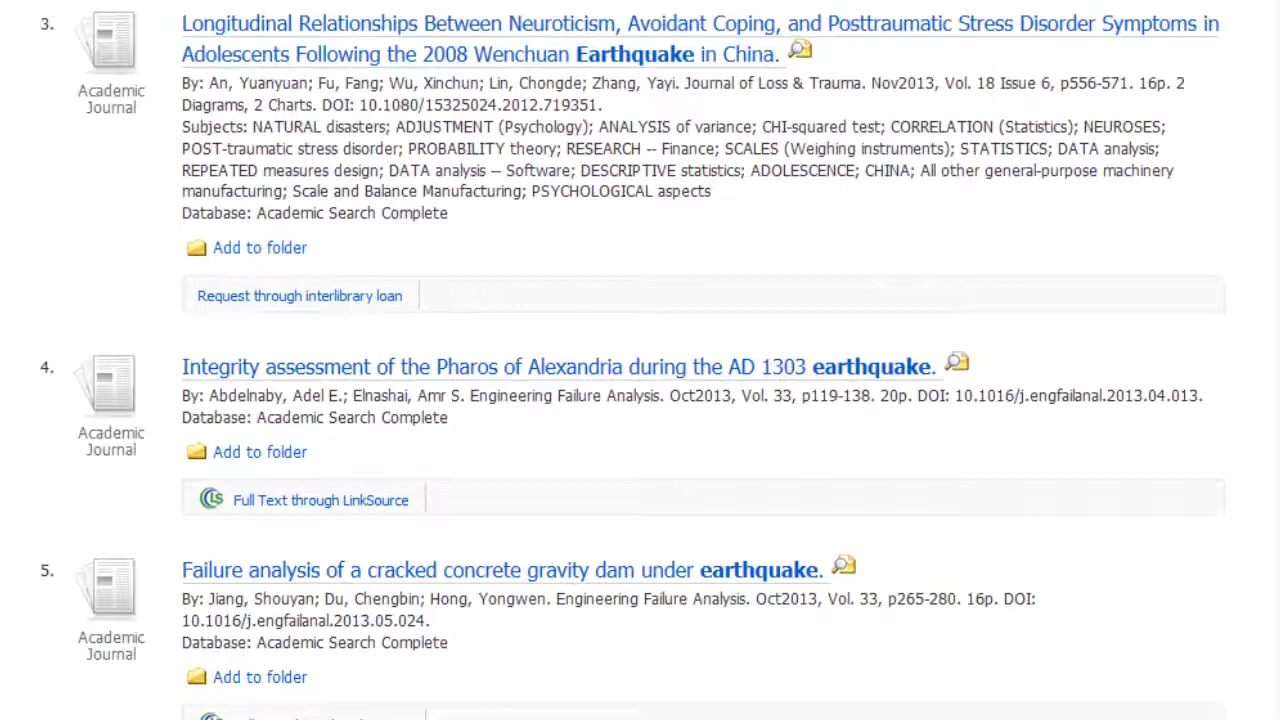 3.
Longitudinal Relationships Between Neuroticism, Avoidant Coping, and Posttraumatic Stress Disorder Symptoms in
Adolescents Following the 2008 Wenchuan Earthquake in China.
Academic
Journal
By: An, Yuanyuan; Fu, Fang; Wu, Xinchun; Lin, Chongde; Zhang, Yayi. Journal of Loss & Trauma. Nov2013, Vol. 18 Issue 6, p556-571. 16p. 2
Diagrams, 2 Charts. DOI: 10.1080/15325024.2012.719351.
Subjects: NATURAL disasters; ADJUSTMENT (Psychology); ANALYSIS of variance; CHI-squared test; CORRELATION (Statistics); NEUROSES;
POST-traumatic stress disorder; PROBABILITY theory; RESEARCH -- Finance; SCALES (Weighing instruments); STATISTICS; DATA analysis;
REPEATED measures design; DATA analysis -- Software; DESCRIPTIVE statistics; ADOLESCENCE; CHINA; All other general-purpose machinery
manufacturing; Scale and Balance Manufacturing; PSYCHOLOGICAL aspects
Database: Academic Search Complete
Add to folder
Request through interlibrary loan
4.
Integrity assessment of the Pharos of Alexandria during the AD 1303 earthquake.
Academic
Journal
By: Abdelnaby, Adel E.; Elnashai, Amr S. Engineering Failure Analysis. Oct2013, Vol. 33, p119-138. 20p. DOI: 10.1016/j.engfailanal.2013.04.013.
Database: Academic Search Complete
Add to folder
LS Full Text through LinkSource
5.
Failure analysis of a cracked concrete gravity dam under earthquake.
Academic
Journal
By: Jiang, Shouyan; Du, Chengbin; Hong, Yongwen. Engineering Failure Analysis. Oct2013, Vol. 33, p265-280. 16p. DOI:
10.1016/j.engfailanal.2013.05.024.
Database: Academic Search Complete
Add to folder